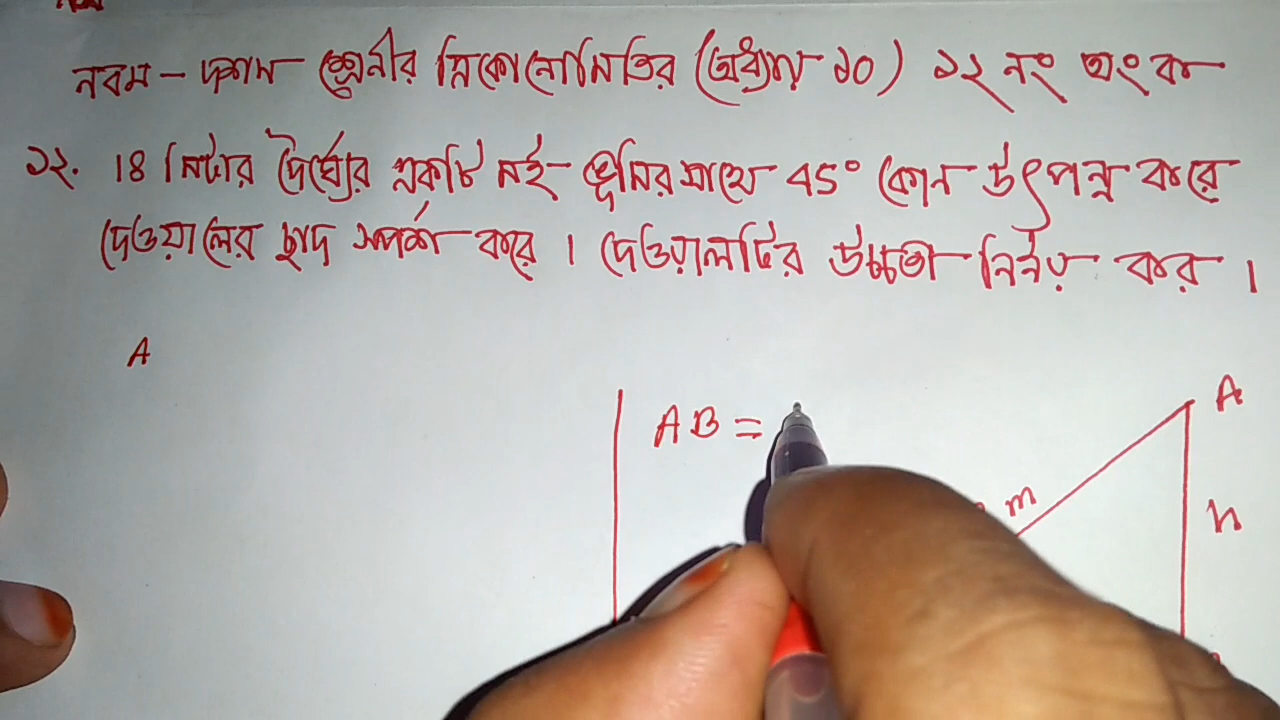 নবম - দশম শ্রেনীর ত্রিকোনোমিতির (অধ্যায় ১০) ১২ নং অংক
১২. 18 মিটার দৈর্ঘ্যের একটি মই ভূমির সাথে 45° কোন উৎপন্ন করে
দেওয়ালের ছাদ স্পর্শ করে । দেওয়ালটির উচ্চতা নির্নয় কর ।
A
AB =
A
m
h